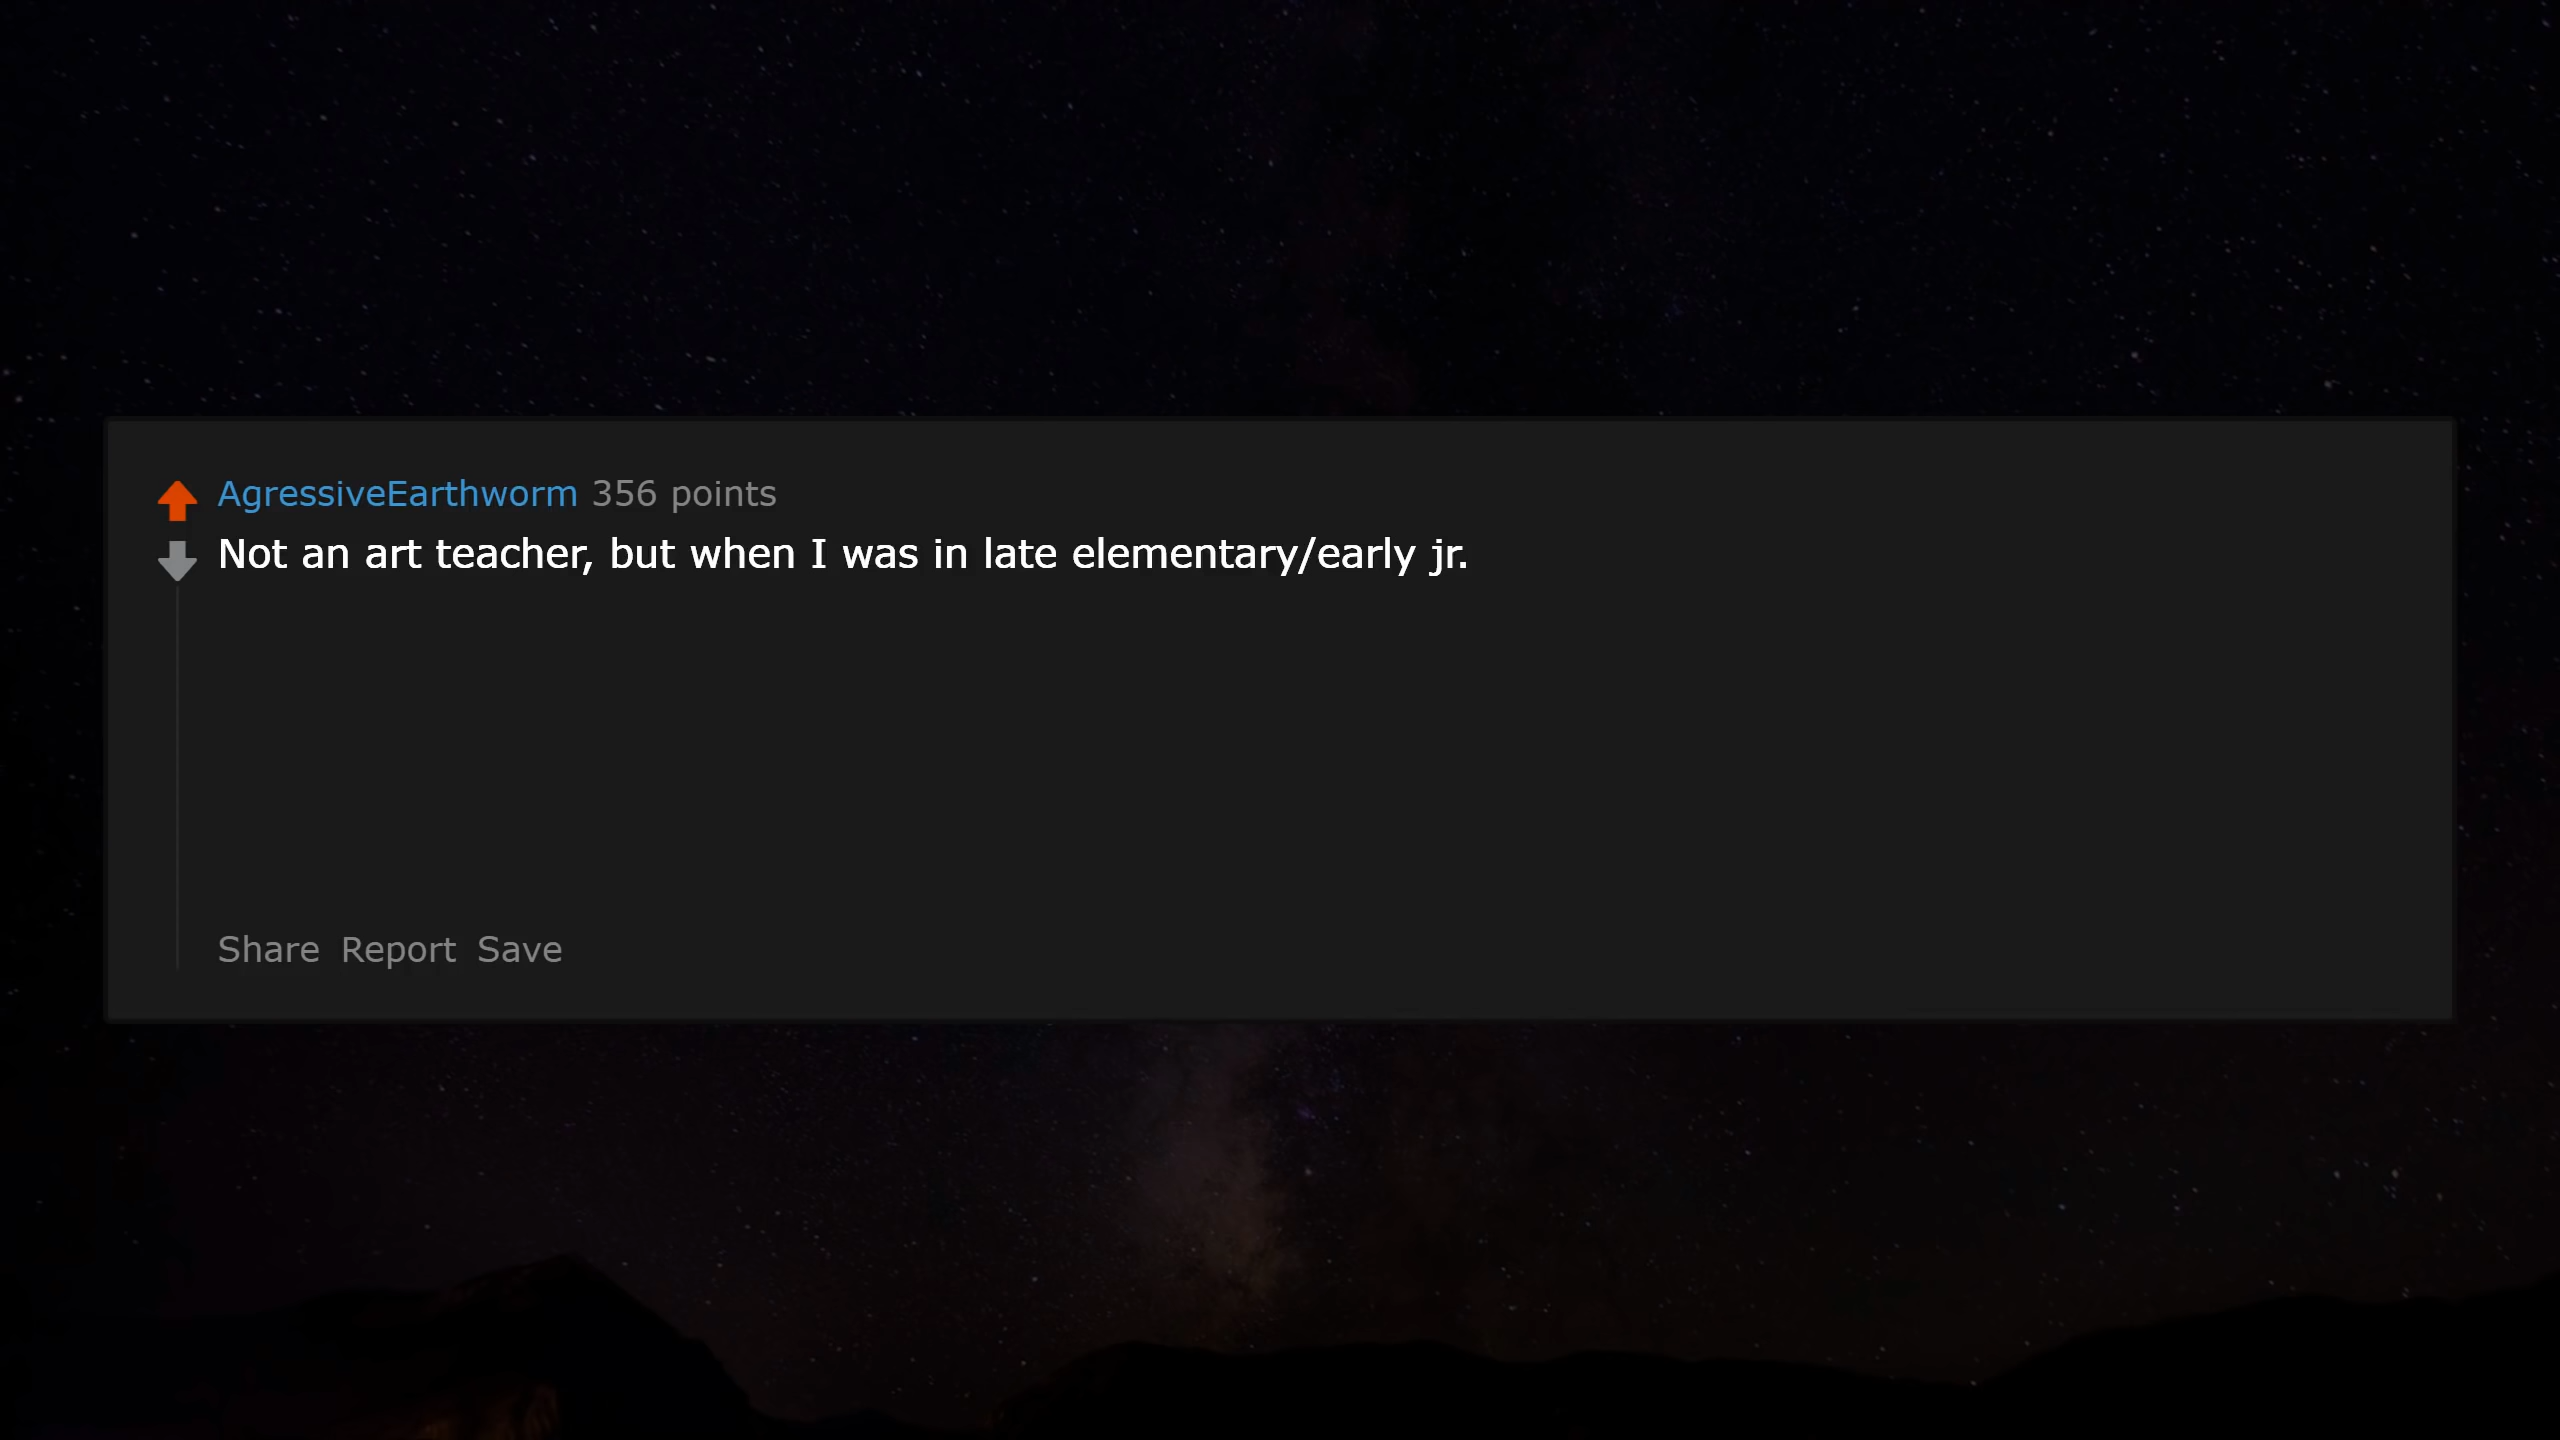 AgressiveEarthworm 356 points
Not an art teacher, but when I was in late elementary/early jr.
Share Report Save